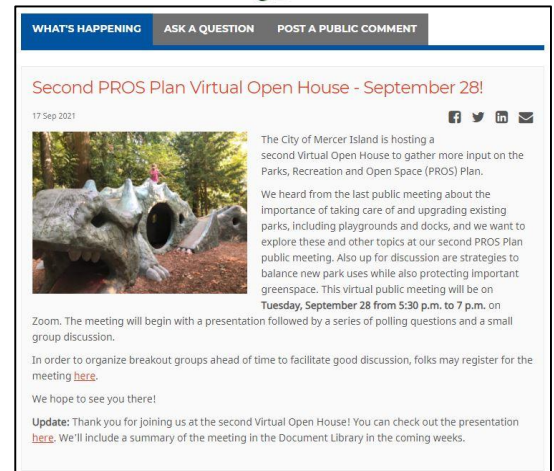 WHAT'S HAPPENING ASK A QUESTION POST A PUBLIC COMMENT
Second PROS Plan Virtual Open House - September 28!
17 Sep 2021
The City of Mercer Island is hosting a
second Virtual Open House to gather more input on the
Parks, Recreation and Open Space (PROS) Plan.
We heard from the last public meeting about the
importance of taking care of and upgrading existing
parks, including playgrounds and docks, and we want to
explore these and other topics at our second PROS Plan
public meeting. Also up for discussion are strategies to
balance new park uses while also protecting important
greenspace. This virtual public meeting will be on
Tuesday, September 28 from 5:30 p.m. to 7 p.m. on
Zoom. The meeting will begin with a presentation followed by a series of polling questions and a small
group discussion.
In order to organize breakout groups ahead of time to facilitate good discussion, folks may register for the
meeting here.
We hope to see you there!
Update: Thank you for joining us at the second Virtual Open House! You can check out the presentation
here. We'll include a summary of the meeting in the Document Library in the coming weeks.